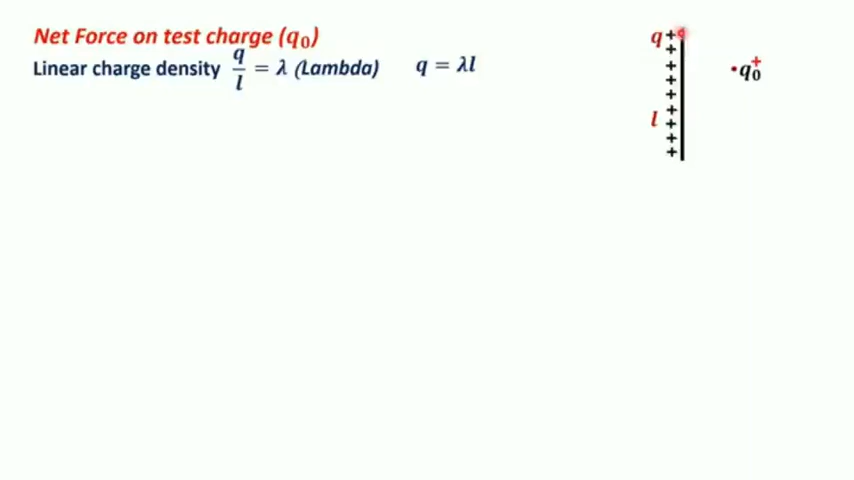 Net Force on test charge (q₀)
Linear charge density q/l = λ (Lambda) q = λl
q
l
q₀⁺